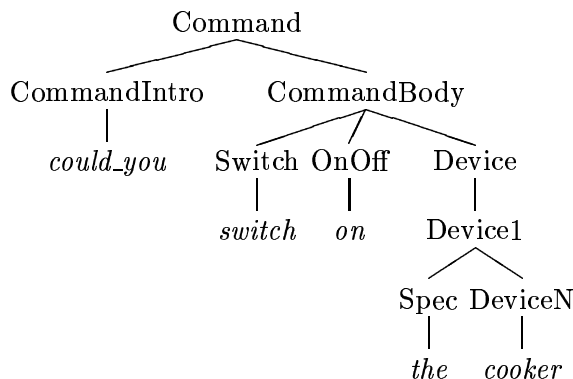 Command
CommandIntro CommandBody
could_you Switch OnOff Device
switch on Device1
Spec DeviceN
the cooker